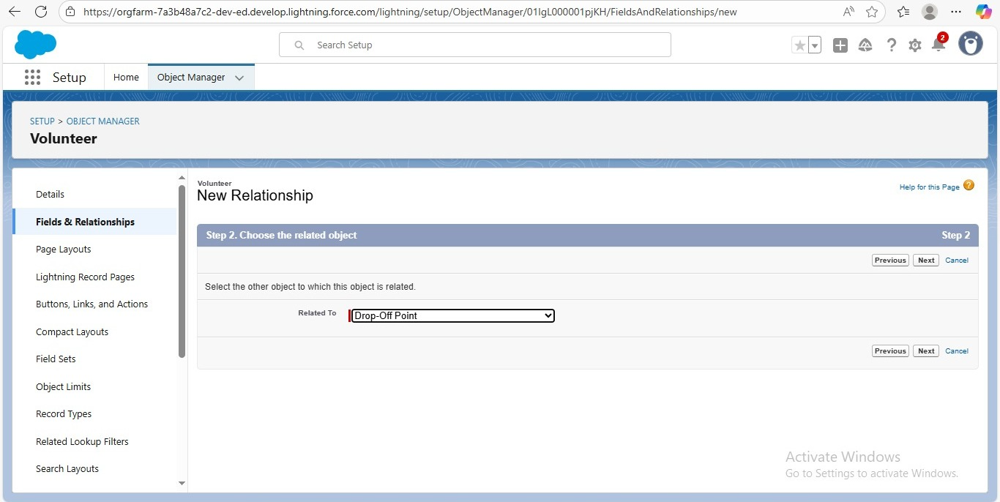 https://orgfarm-7a3b48a7c2-dev-ed.develop.lightning.force.com/lightning/setup/ObjectManager/01IgL000001pjKH/FieldsAndRelationships/new
Search Setup
2
Setup
Home
Object Manager
SETUP > OBJECT MANAGER
Volunteer
Details
Fields & Relationships
Page Layouts
Lightning Record Pages
Buttons, Links, and Actions
Compact Layouts
Field Sets
Object Limits
Record Types
Related Lookup Filters
Search Layouts
Volunteer
New Relationship
Help for this Page ?
Step 2. Choose the related object
Step 2
Previous Next Cancel
Select the other object to which this object is related.
Related To Drop-Off Point
Previous Next Cancel
Activate Windows
Go to Settings to activate Windows.